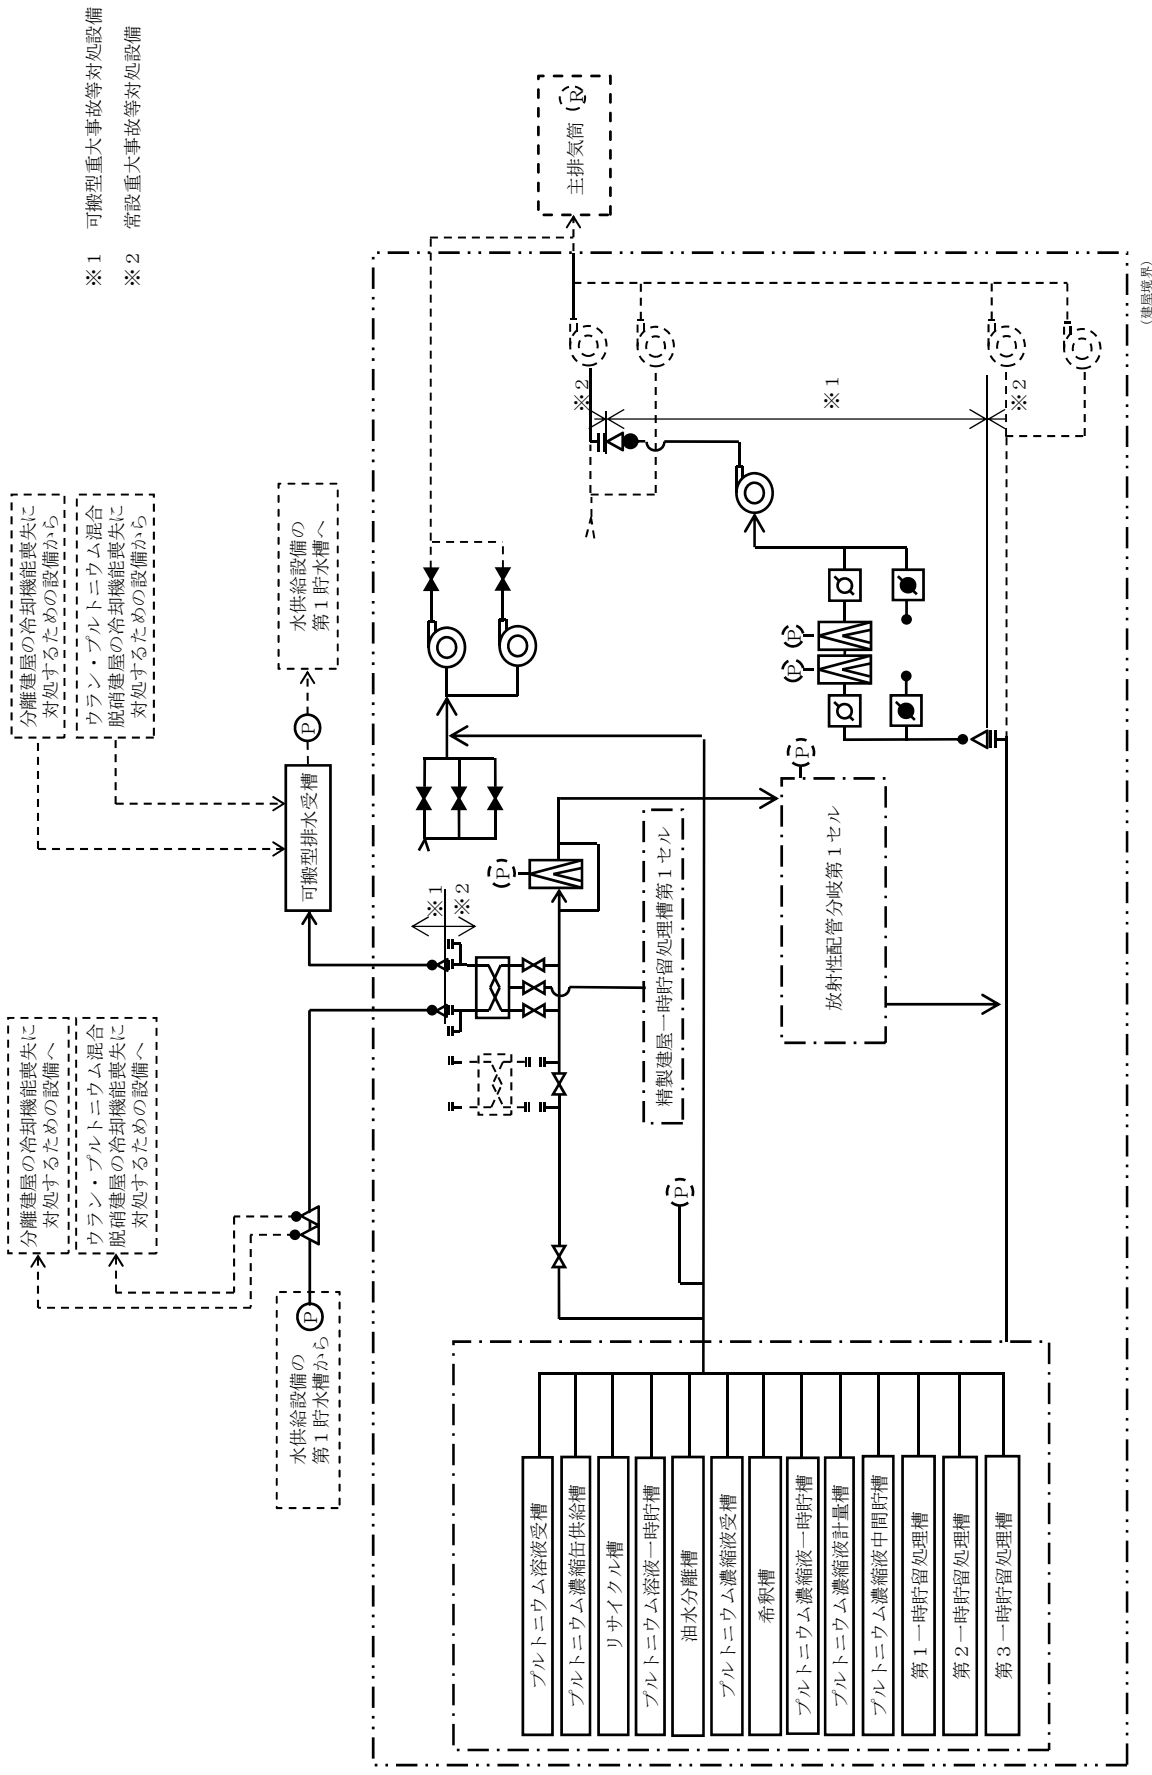 ※1 可搬型重大事故等対処設備
※2 常設重大事故等対処設備
主排気筒
R
(建屋境界)
分離建屋の冷却機能喪失に
対処するための設備から
ウラン・プルトニウム混合
脱硝建屋の冷却機能喪失に
対処するための設備から
水供給設備の
第1貯水槽へ
P
可搬型排水受槽
※2
※1
※2
P
P
P
P
※1
※2
精製建屋一時貯留処理槽第1セル
放射性配管分岐第1セル
P
分離建屋の冷却機能喪失に
対処するための設備へ
ウラン・プルトニウム混合
脱硝建屋の冷却機能喪失に
対処するための設備へ
P
水供給設備の
第1貯水槽から
プルトニウム溶液受槽
プルトニウム濃縮缶供給槽
リサイクル槽
プルトニウム溶液一時貯槽
油水分離槽
プルトニウム濃縮液受槽
希釈槽
プルトニウム濃縮液一時貯槽
プルトニウム濃縮液計量槽
プルトニウム濃縮液中間貯槽
第1一時貯留処理槽
第2一時貯留処理槽
第3一時貯留処理槽